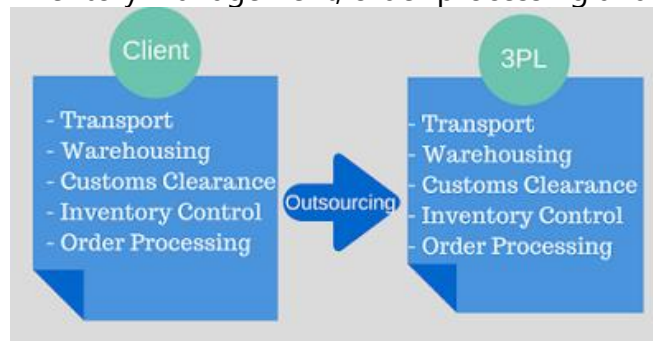 Client
- Transport
- Warehousing
- Customs Clearance
- Inventory Control
- Order Processing
Outsourcing
3PL
- Transport
- Warehousing
- Customs Clearance
- Inventory Control
- Order Processing